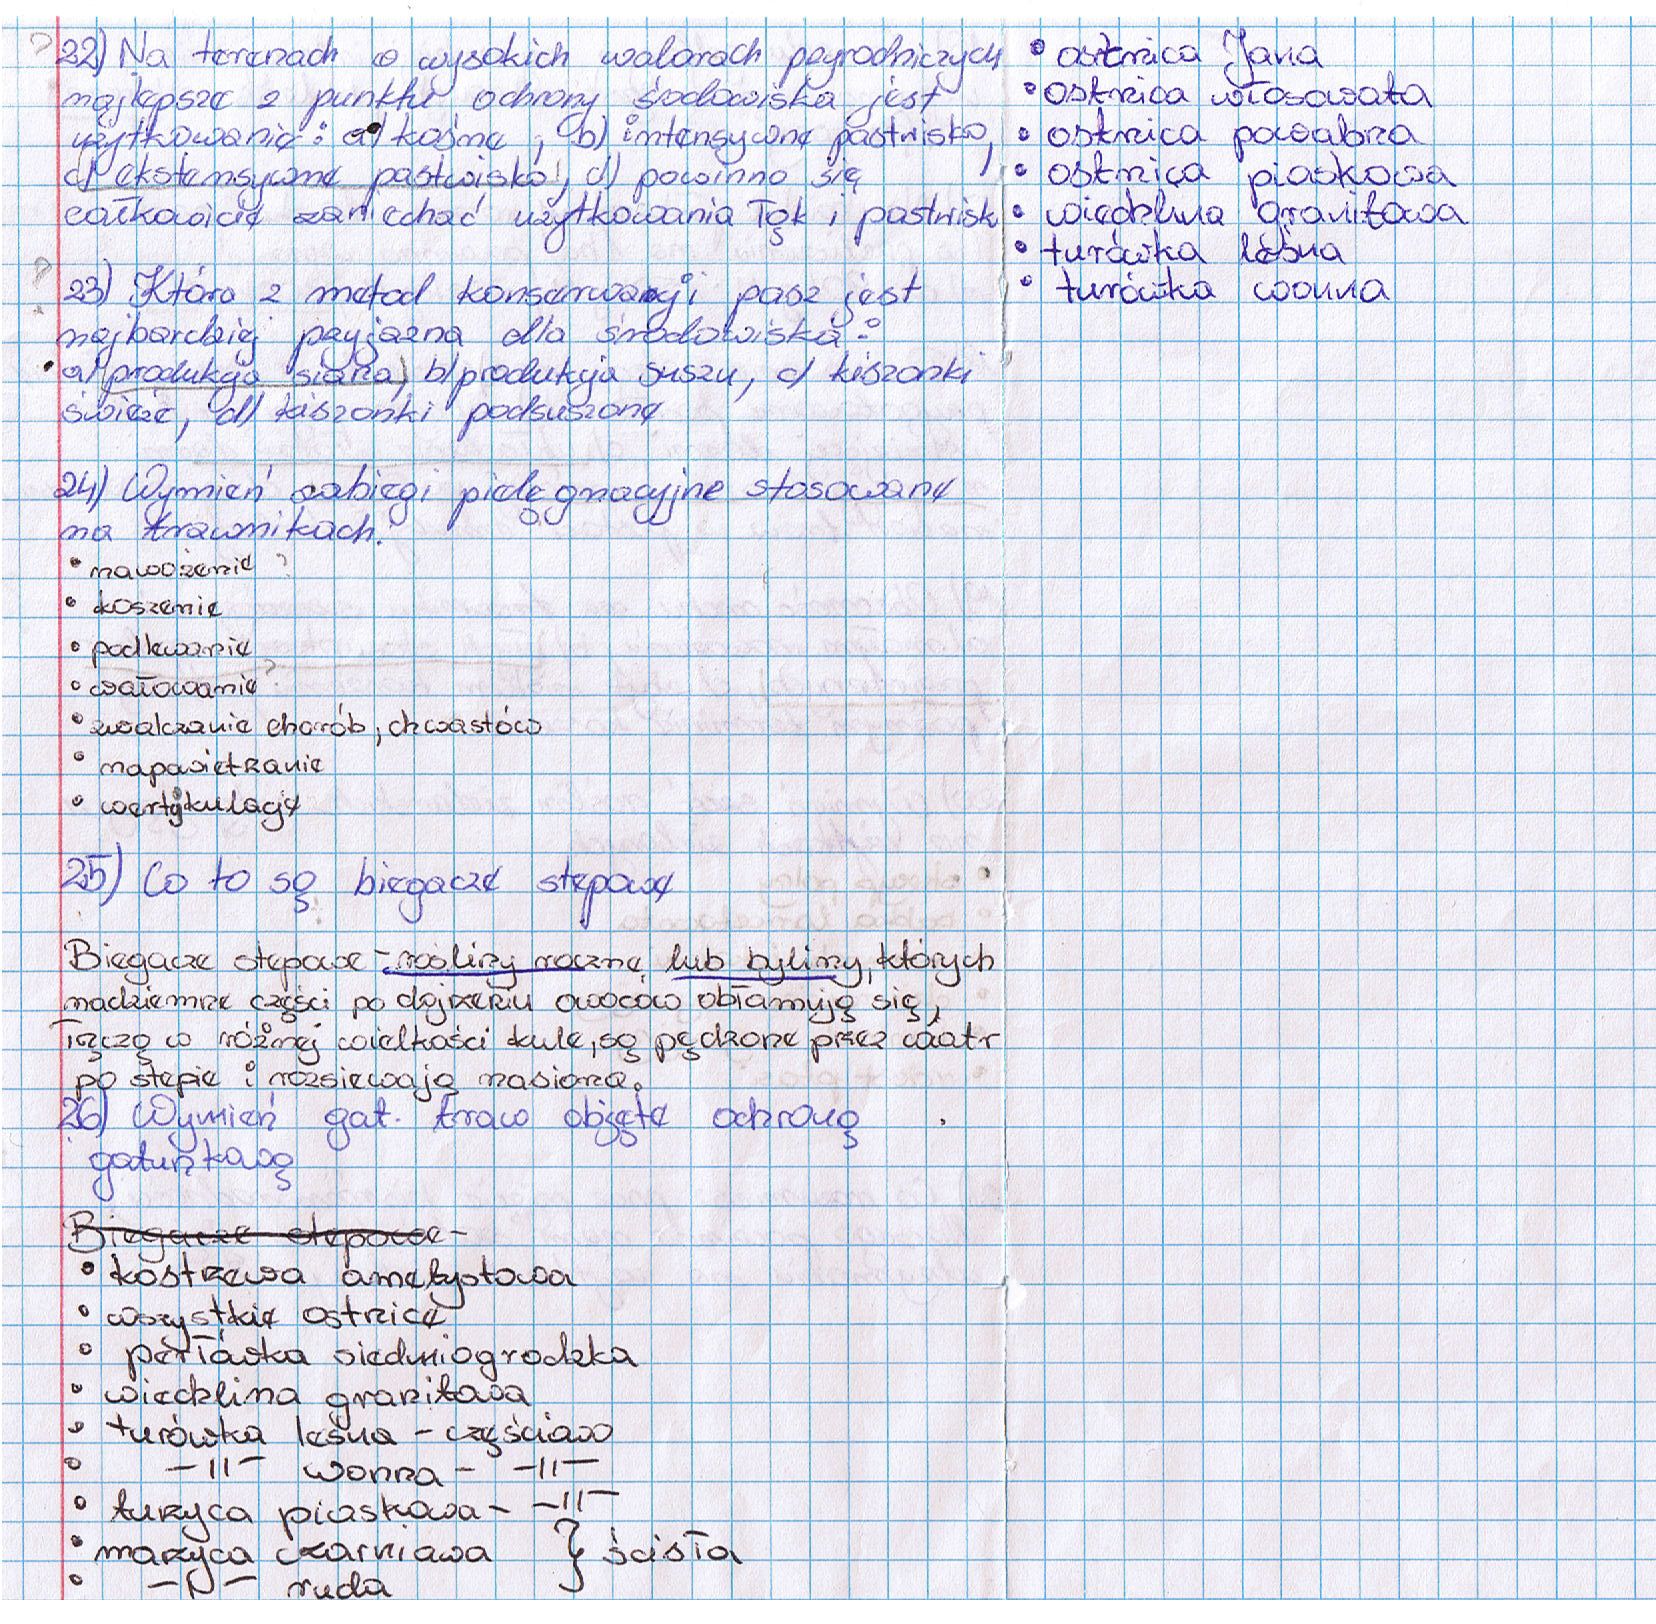 22) Na terenach o wysokich walorach przyrodniczych
najlepsze z punktu ochrony środowiska jest
użytkowanie: a) kośne, b) intensywne pastwisko,
c) ekstensywne pastwisko, d) powinno się
całkowicie zaniechać użytkowania łąk i pastwisk
23) Która z metod konserwacji pasz jest
najbardziej przyjazna dla środowiska:
a) produkcja siana, b) produkcja suszu, c) kiszonki
świeże, d) kiszonki podsuszone
24) Wymień zabiegi pielęgnacyjne stosowane
na trawnikach.
• nawożenie ?
• koszenie
• podlewanie
• wałowanie ?
• zwalczanie chorób, chwastów
• napowietrzanie
• wertykulacje
25) Co to są biegacze stepowe
Biegacze stepowe - rośliny roczne lub byliny, których
nadziemne części po dojrzeniu owoców obłamują się,
łączą w różnej wielkości kule, są pędzone przez wiatr
po stepie i rozsiewają nasiona.
26) Wymień gat. traw objęte ochroną
gatunkową
Biegacze stepowe -
• kostrzewa ametystowa
• wszystkie ostnice
• perłówka siedmiogrodzka
• wiechlina granitowa
• turówka leśna - częściowo
• -||- wonna - -||-
• turzyca piaskowa - -||-
• marzyca czarniawa } ścisła
• -||- ruda
• ostnica Jana
• ostnica włosowata
• ostnica powabna
• ostnica piaskowa
• wiechlina granitowa
• turówka leśna
• turówka wonna